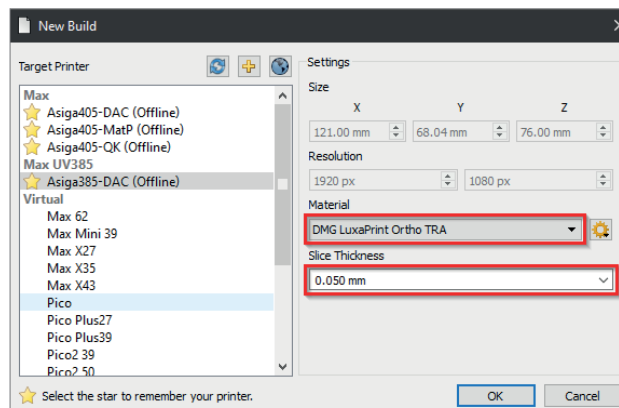 New Build
Target Printer
Max
Asiga405-DAC (Offline)
Asiga405-MatP (Offline)
Asiga405-QK (Offline)
Max UV385
Asiga385-DAC (Offline)
Virtual
Max 62
Max Mini 39
Max X27
Max X35
Max X43
Pico
Pico Plus27
Pico Plus39
Pico2 39
Pico2 50
Select the star to remember your printer.
Settings
Size
X Y Z
121.00 mm 68.04 mm 76.00 mm
Resolution
1920 px 1080 px
Material
DMG LuxaPrint Ortho TRA
Slice Thickness
0.050 mm
OK Cancel